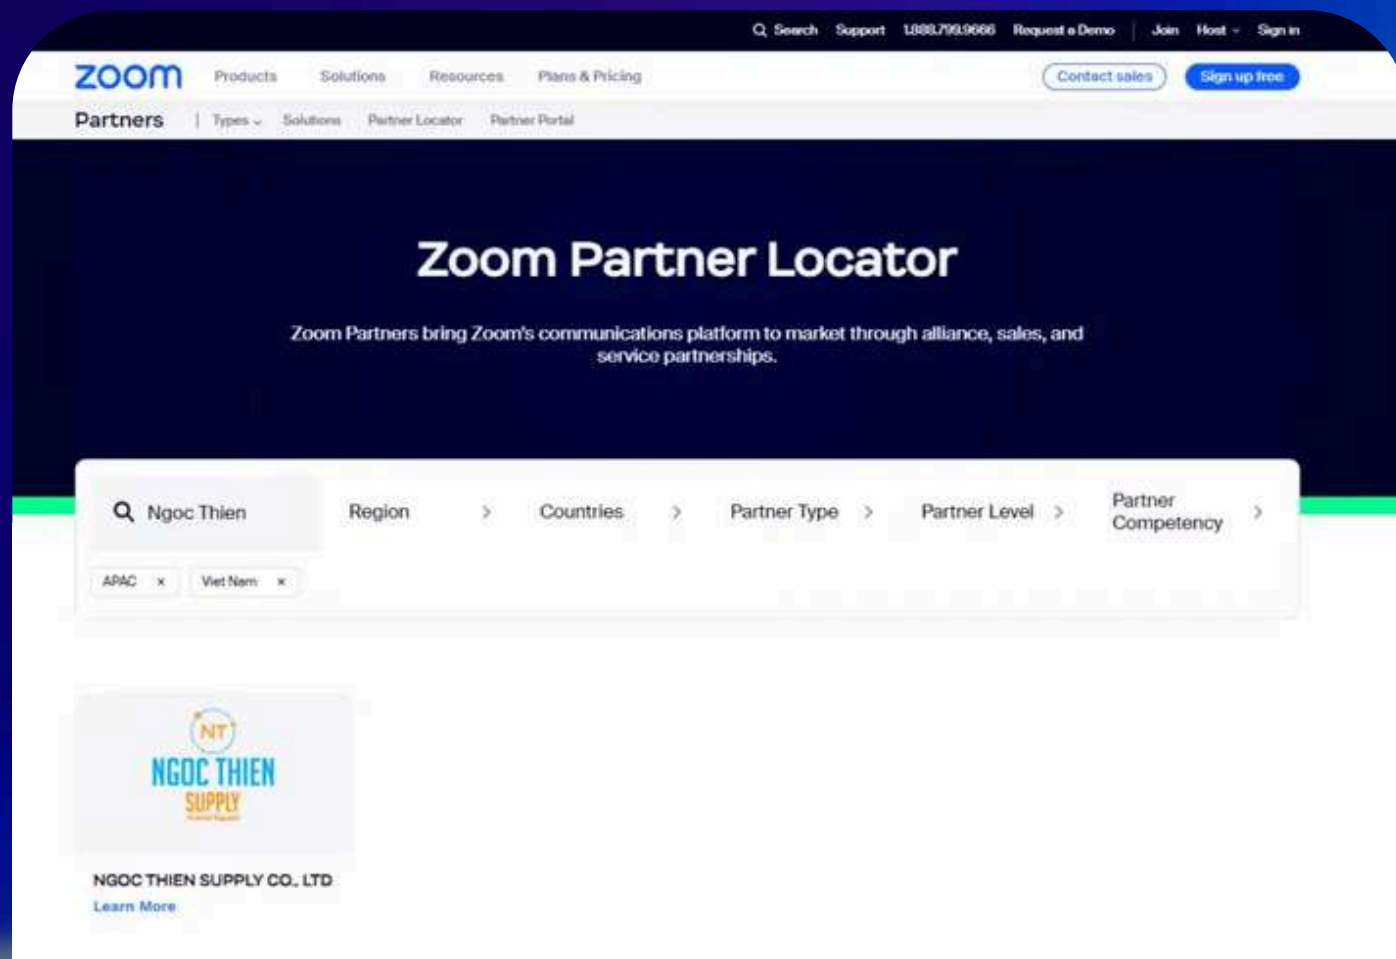 Search Support 1.888.799.9666 Request a Demo Join Host Sign in
zoom Products Solutions Resources Plans & Pricing Contact sales Sign up free
Partners | Types Solutions Partner Locator Partner Portal
Zoom Partner Locator
Zoom Partners bring Zoom's communications platform to market through alliance, sales, and
service partnerships.
Ngoc Thien Region Countries Partner Type Partner Level Partner Competency
APAC × Viet Nam ×
NT
NGOC THIEN
SUPPLY
NGOC THIEN SUPPLY CO., LTD
Learn More